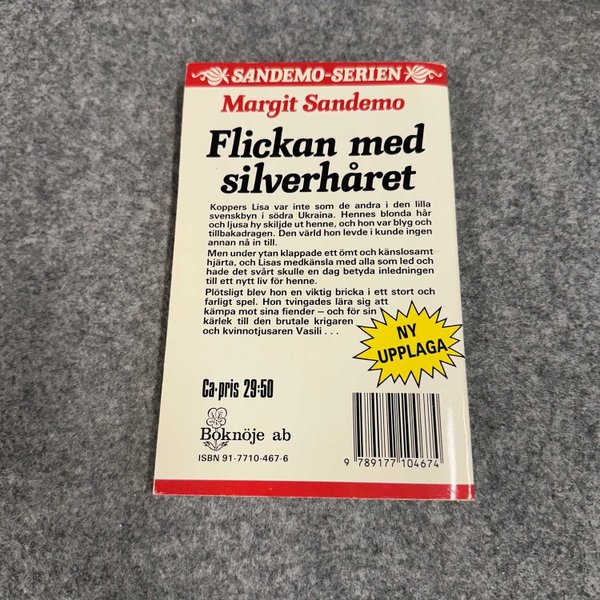 SANDEMO-SERIEN
Margit Sandemo
Flickan med
silverhåret
Koppers Lisa var inte som de andra i den lilla
svenskbyn i södra Ukraina. Hennes blonda hår
och ljusa hy skiljde ut henne, och hon var blyg och
tillbakadragen. Den värld hon levde i kunde ingen
annan nå in till.
Men under ytan klappade ett ömt och känslosamt
hjärta, och Lisas medkänsla med alla som led och
hade det svårt skulle en dag betyda inledningen
till ett nytt liv för henne.
Plötsligt blev hon en viktig bricka i ett stort och
farligt spel. Hon tvingades lära sig att
kämpa mot sina fiender – och för sin
kärlek till den brutale krigaren
och kvinnotjusaren Vasili . . .
NY
UPPLAGA
Ca-pris 29:50
Boknöje ab
ISBN 91-7710-467-6
9 789177 104674